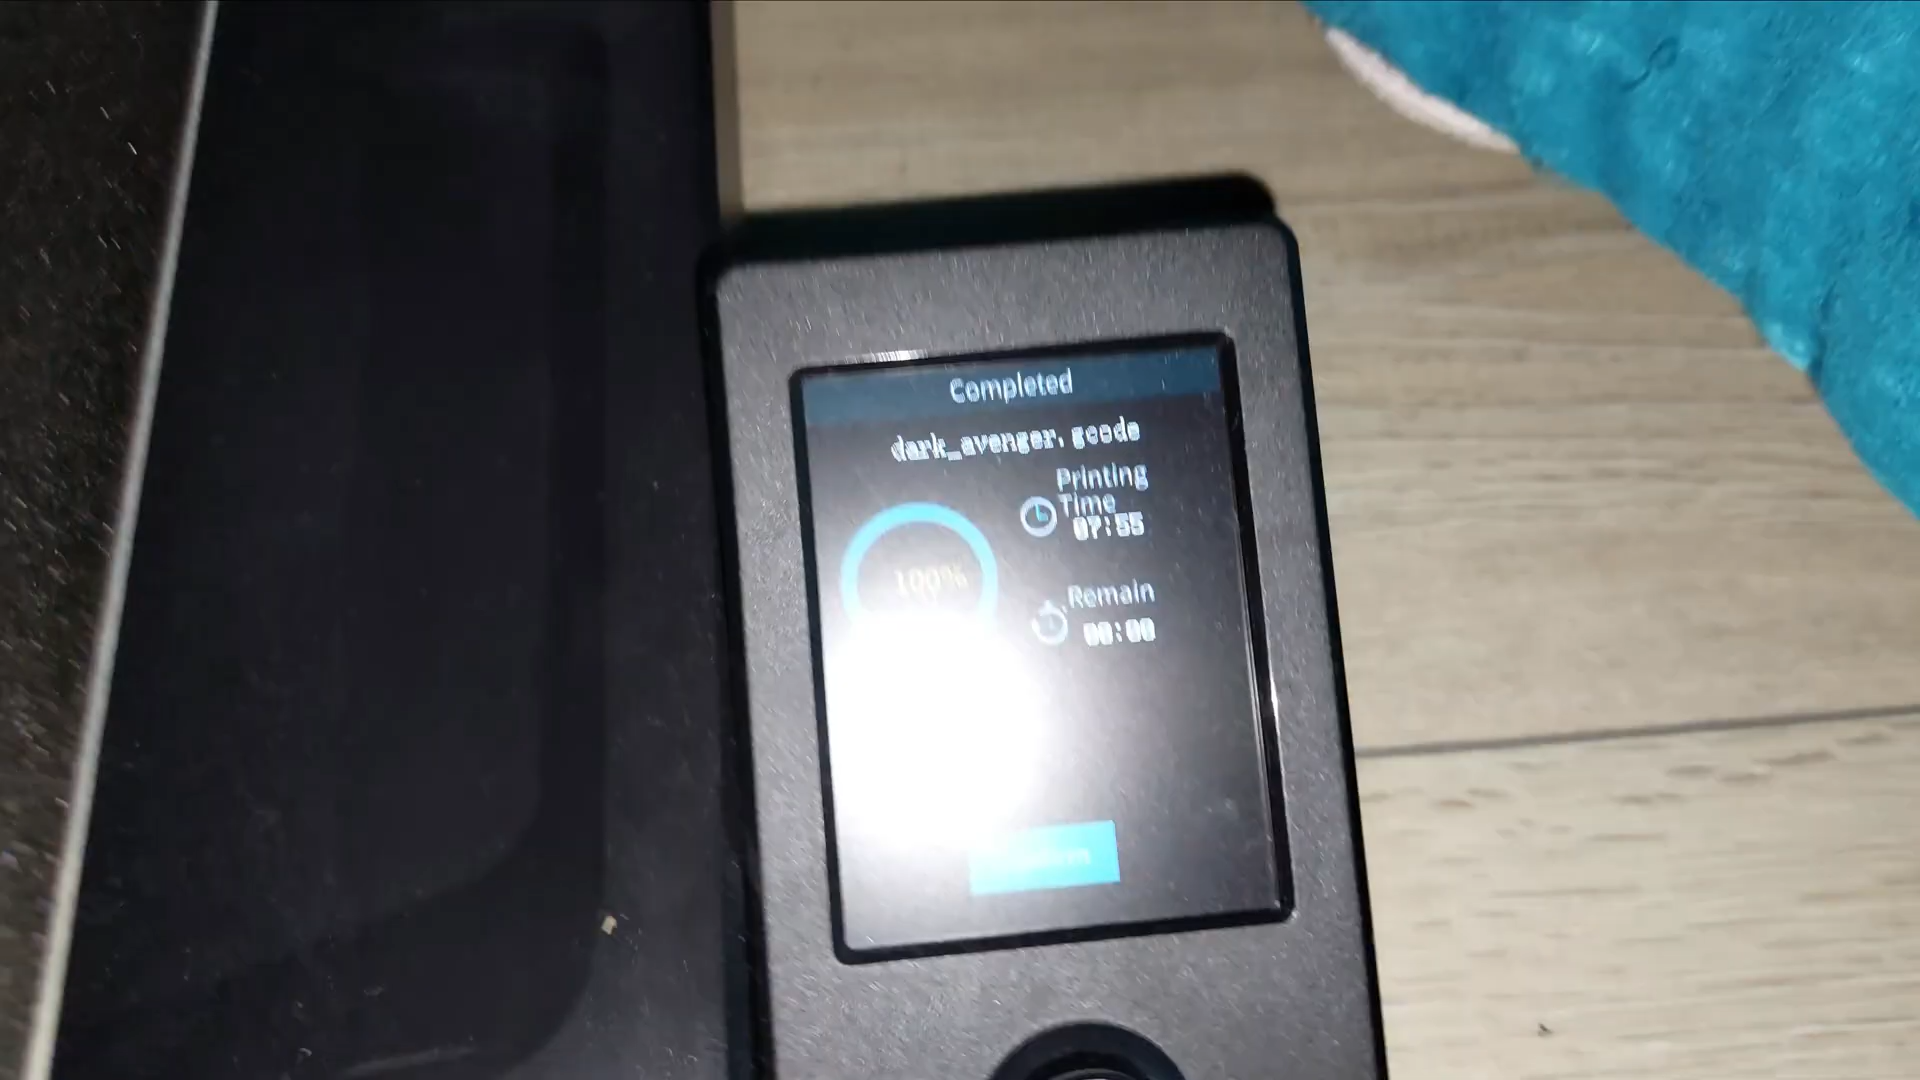 Completed
dark_avenger.gcode
Printing
Time
07:55
100%
Remain
00:00